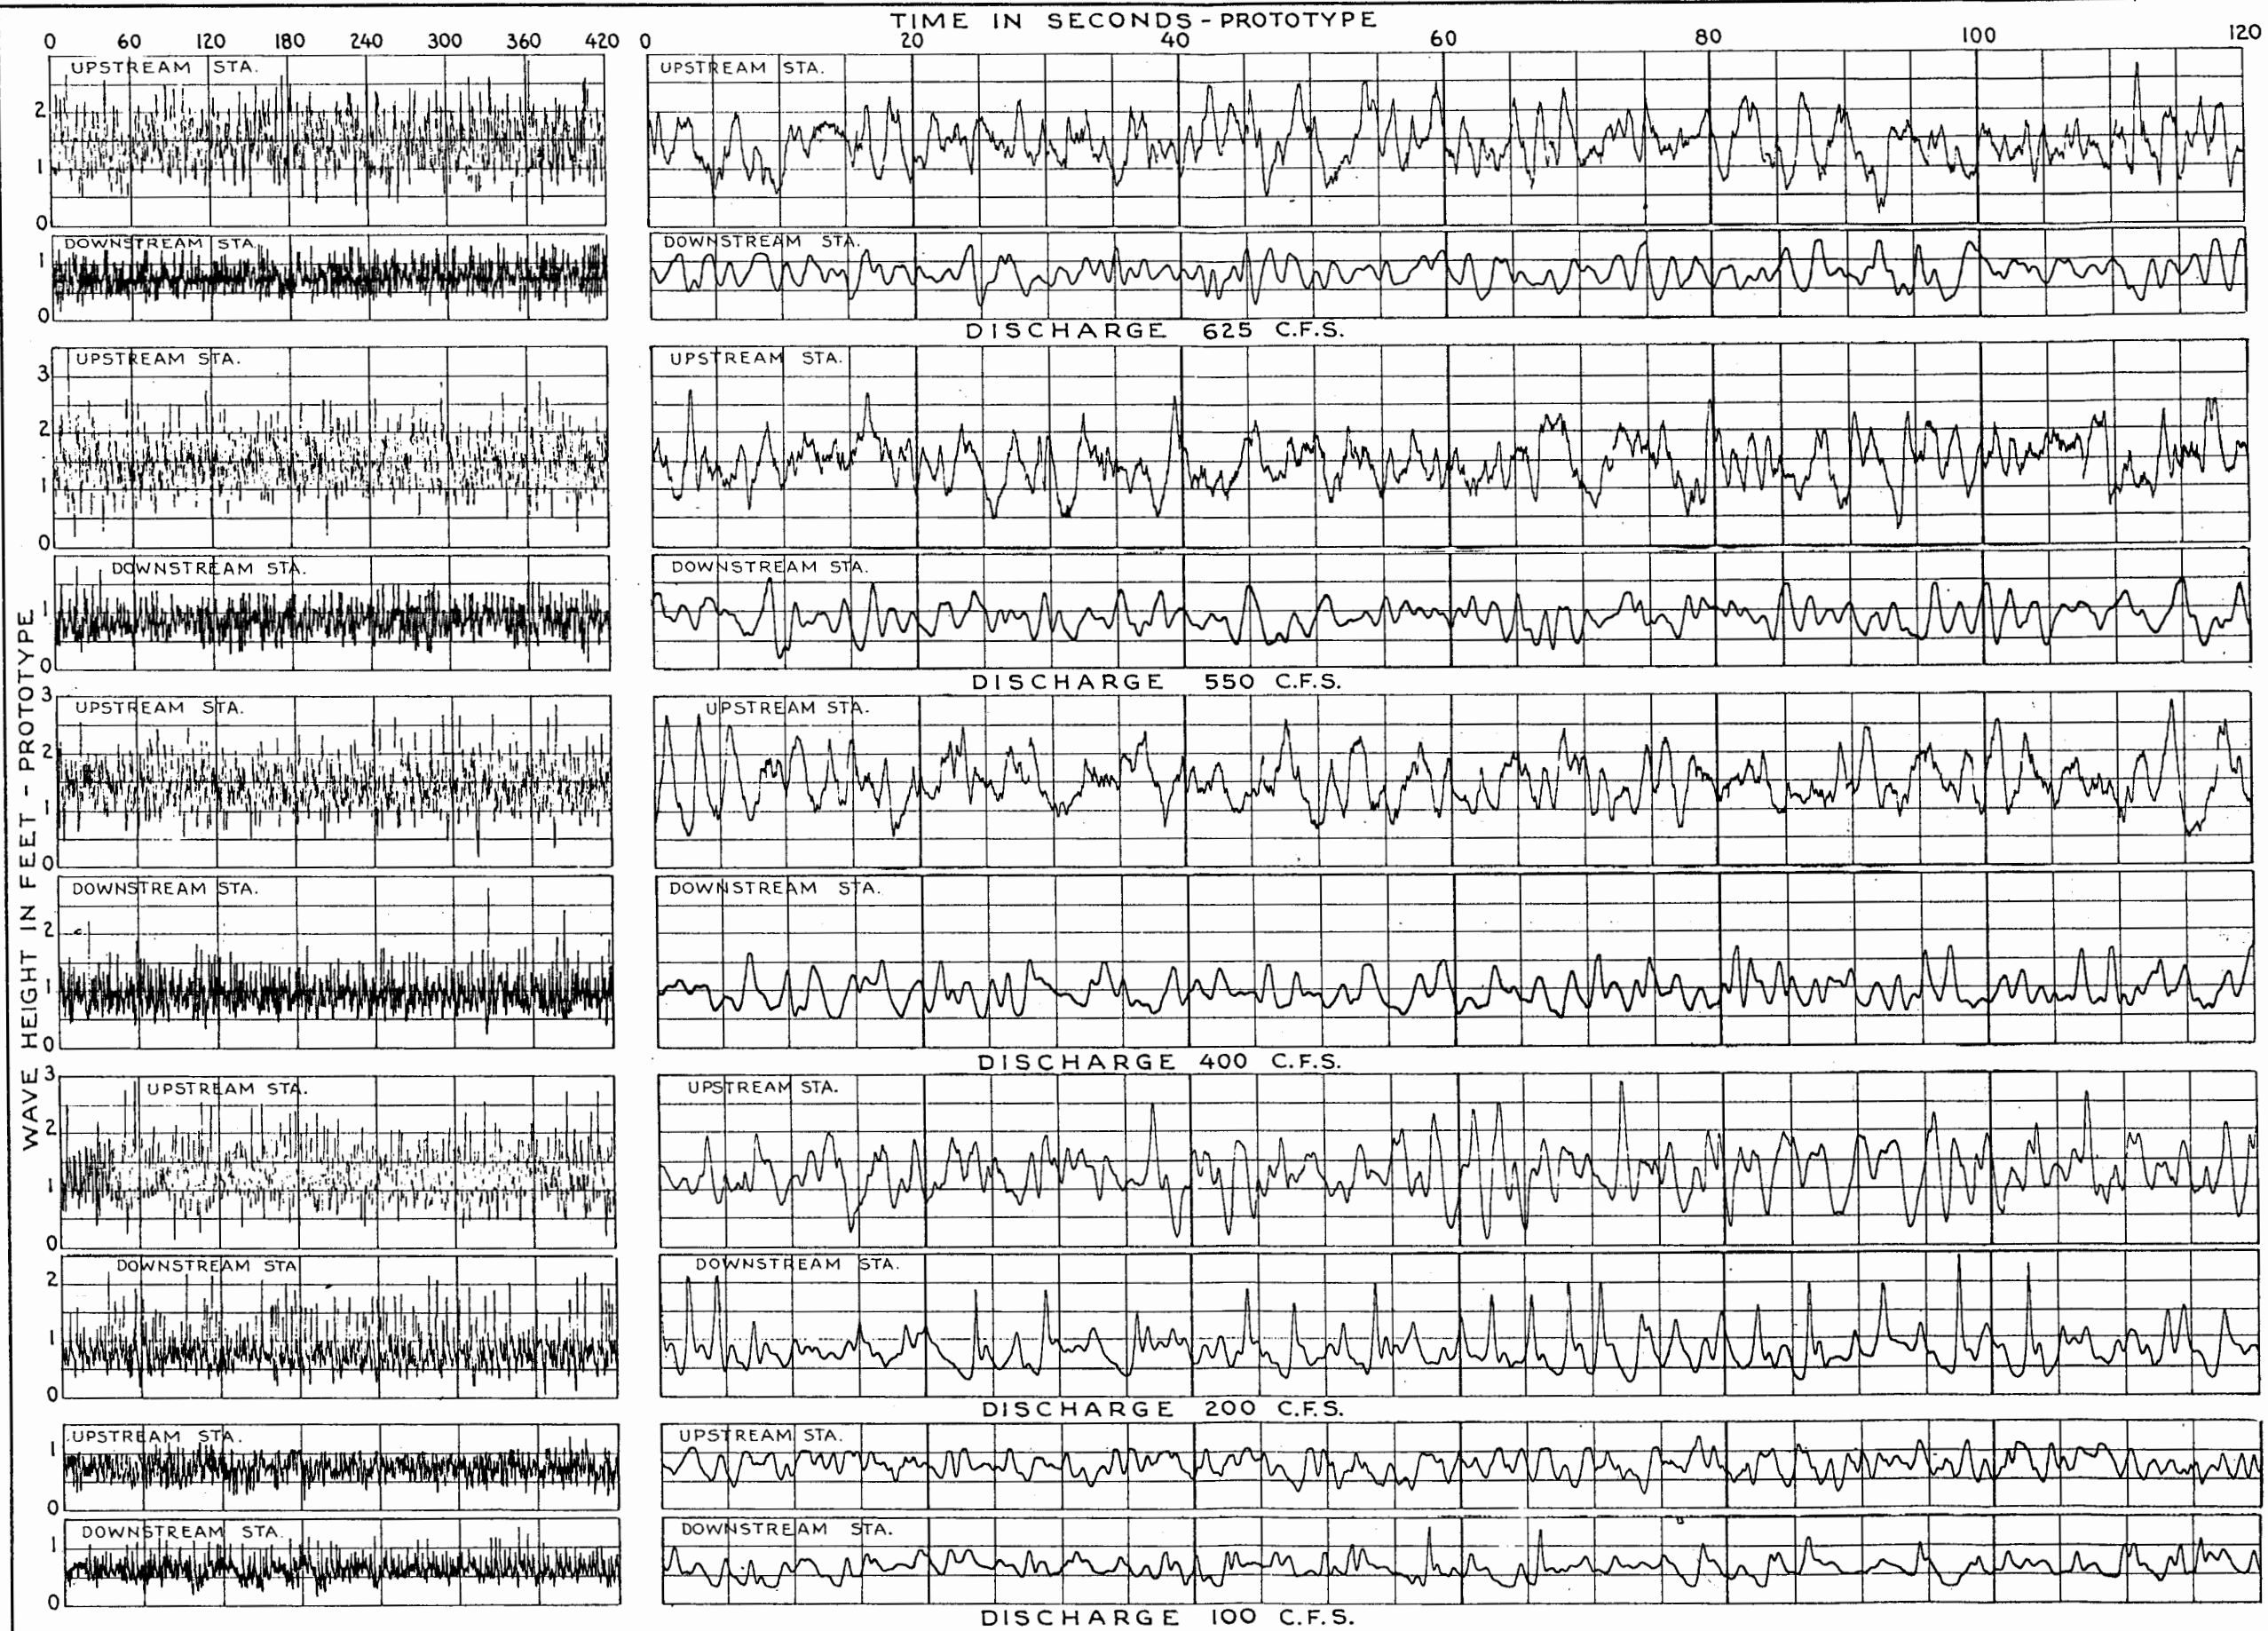 TIME IN SECONDS - PROTOTYPE
0 60 120 180 240 300 360 420 0 20 40 60 80 100 120
UPSTREAM STA. UPSTREAM STA.
2
1
0
DOWNSTREAM STA. DOWNSTREAM STA.
1
0
DISCHARGE 625 C.F.S.
UPSTREAM STA. UPSTREAM STA.
3
2
1
0
DOWNSTREAM STA. DOWNSTREAM STA.
1
0
DISCHARGE 550 C.F.S.
WAVE HEIGHT IN FEET - PROTOTYPE
3
UPSTREAM STA. UPSTREAM STA.
2
1
0
DOWNSTREAM STA. DOWNSTREAM STA.
2
1
0
DISCHARGE 400 C.F.S.
3
UPSTREAM STA. UPSTREAM STA.
2
1
0
DOWNSTREAM STA DOWNSTREAM STA.
2
1
0
DISCHARGE 200 C.F.S.
UPSTREAM STA. UPSTREAM STA.
1
0
DOWNSTREAM STA. DOWNSTREAM STA.
1
0
DISCHARGE 100 C.F.S.